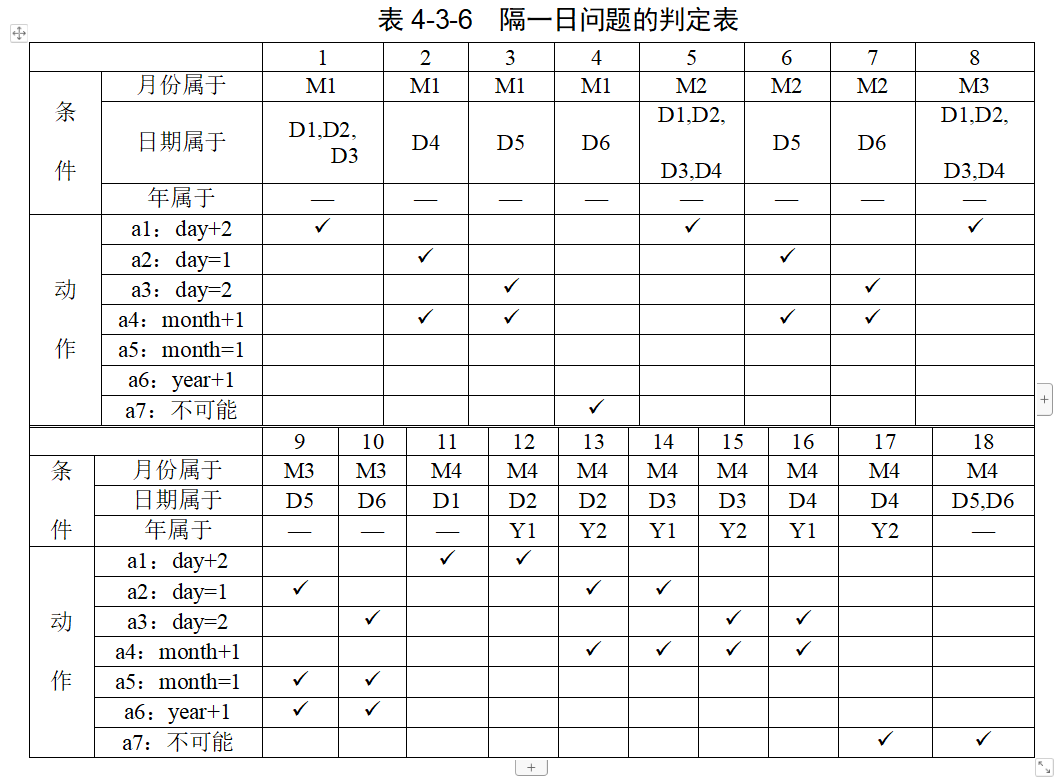 表 4-3-6 隔一日问题的判定表
1 2 3 4 5 6 7 8
条件 月份属于 M1 M1 M1 M1 M2 M2 M2 M3
日期属于 D1,D2, D3 D4 D5 D6 D1,D2, D3,D4 D5 D6 D1,D2, D3,D4
年属于 — — — — — — — —
动作 a1：day+2 ✓ ✓ ✓
a2：day=1 ✓ ✓
a3：day=2 ✓ ✓
a4：month+1 ✓ ✓ ✓ ✓
a5：month=1
a6：year+1
a7：不可能 ✓
9 10 11 12 13 14 15 16 17 18
条件 月份属于 M3 M3 M4 M4 M4 M4 M4 M4 M4 M4
日期属于 D5 D6 D1 D2 D2 D3 D3 D4 D4 D5,D6
年属于 — — — Y1 Y2 Y1 Y2 Y1 Y2 —
动作 a1：day+2 ✓ ✓
a2：day=1 ✓ ✓ ✓
a3：day=2 ✓ ✓ ✓
a4：month+1 ✓ ✓ ✓ ✓
a5：month=1 ✓ ✓
a6：year+1 ✓ ✓
a7：不可能 ✓ ✓